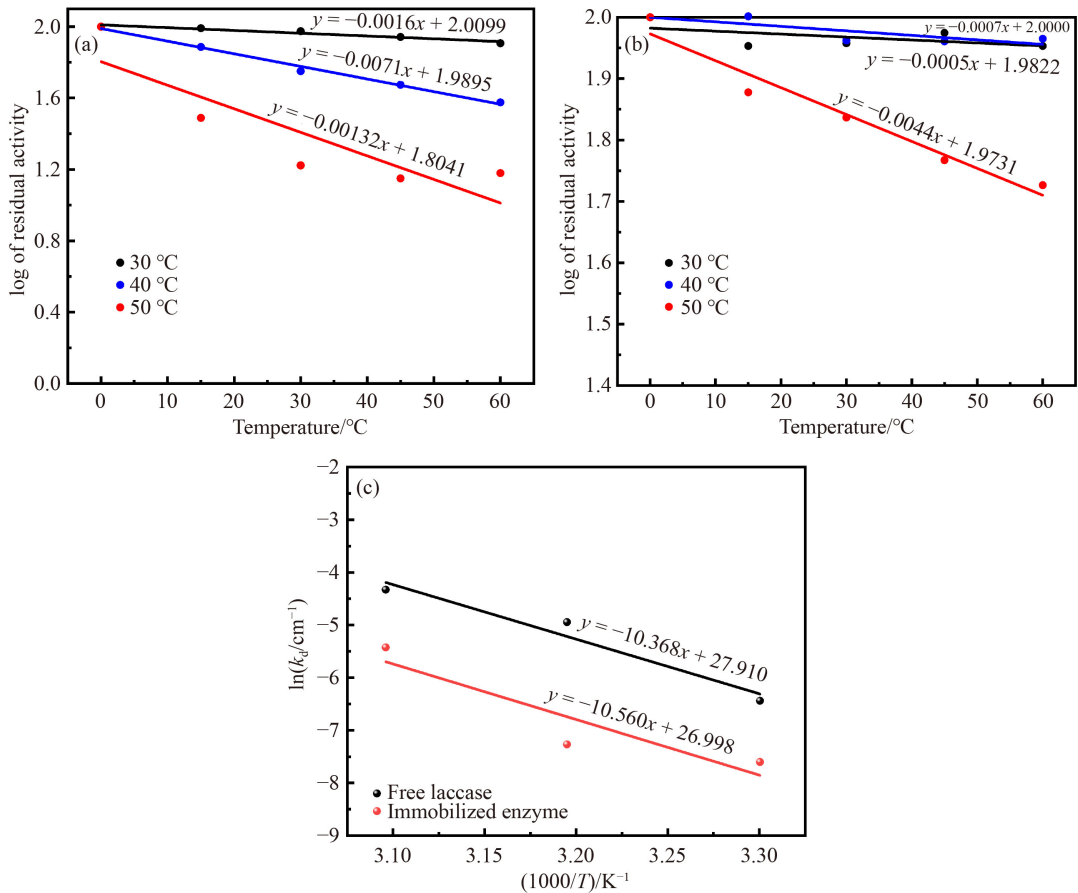 (a)
y = −0.0016x + 2.0099
y = −0.0071x + 1.9895
y = −0.00132x + 1.8041
2.0
1.6
1.2
0.8
0.4
0.0
log of residual activity
30 °C
40 °C
50 °C
0 10 20 30 40 50 60
Temperature/°C
(b)
y = −0.0007x + 2.0000
y = −0.0005x + 1.9822
y = −0.0044x + 1.9731
2.0
1.9
1.8
1.7
1.6
1.5
1.4
log of residual activity
30 °C
40 °C
50 °C
0 10 20 30 40 50 60
Temperature/°C
(c)
−2
−3
−4
−5
−6
−7
−8
−9
ln(kd/cm−1)
y = −10.368x + 27.910
y = −10.560x + 26.998
Free laccase
Immobilized enzyme
3.10 3.15 3.20 3.25 3.30
(1000/T)/K−1